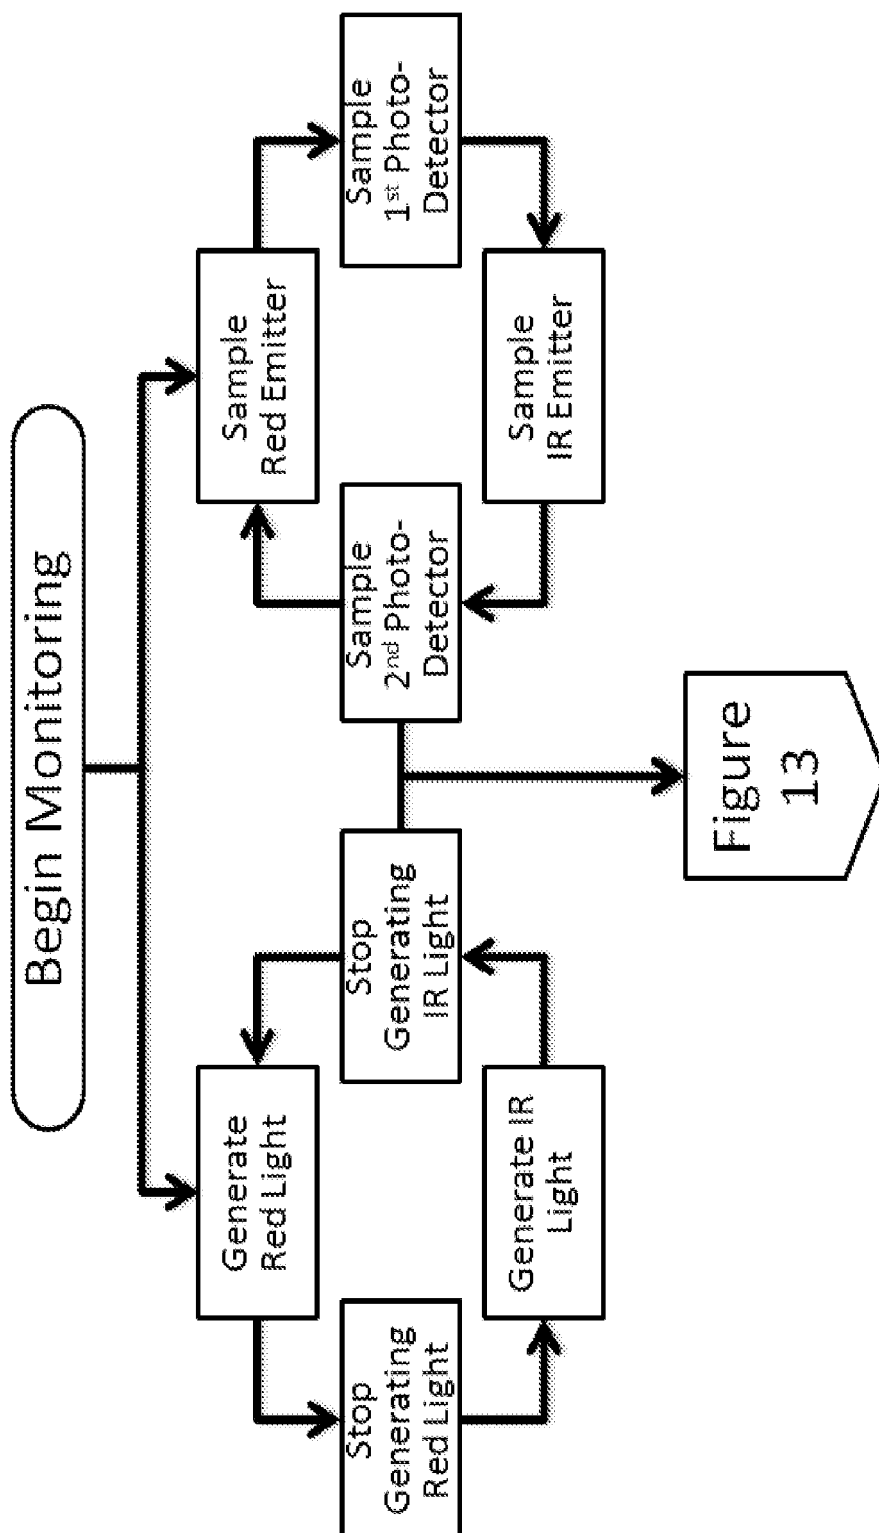 Begin Monitoring
Generate
Red Light
Stop
Generating
Red Light
Generate IR
Light
Stop
Generating
IR Light
Sample
Red Emitter
Sample
1st Photo-
Detector
Sample
IR Emitter
Sample
2nd Photo-
Detector
Figure
13